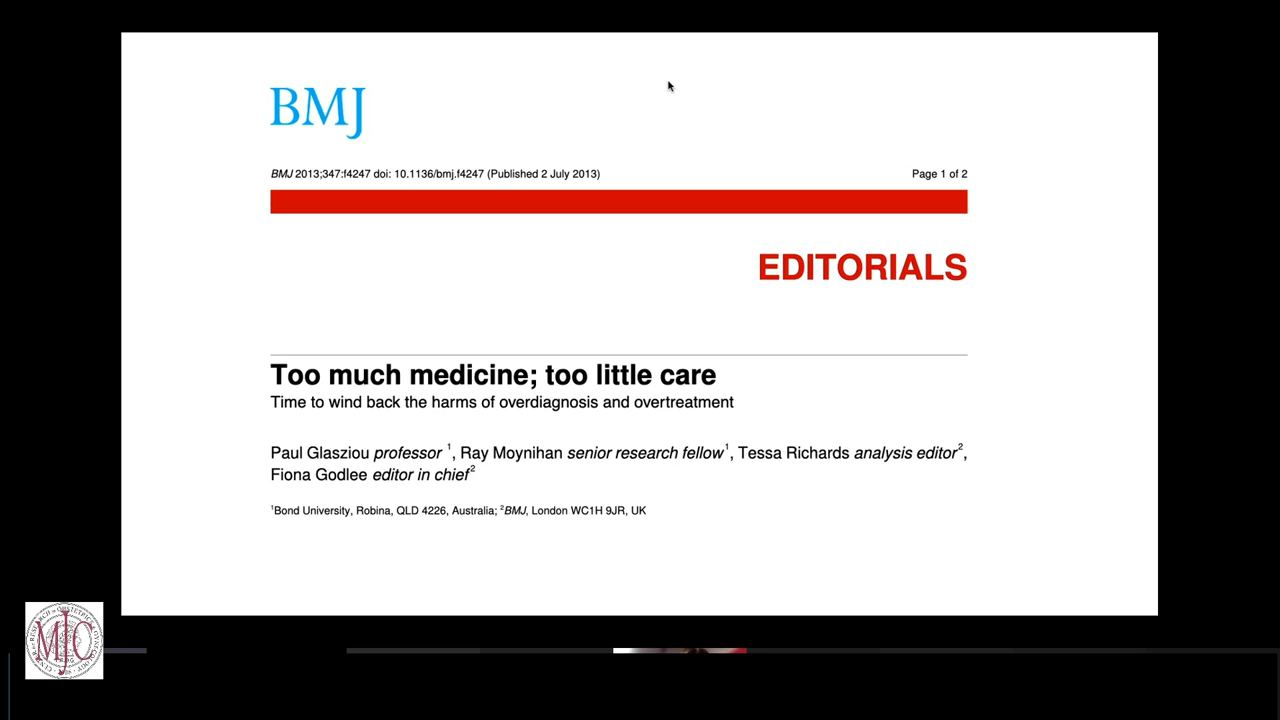 BMJ
BMJ 2013;347:f4247 doi: 10.1136/bmj.f4247 (Published 2 July 2013)
Page 1 of 2
EDITORIALS
Too much medicine; too little care
Time to wind back the harms of overdiagnosis and overtreatment
Paul Glasziou professor 1, Ray Moynihan senior research fellow1, Tessa Richards analysis editor2,
Fiona Godlee editor in chief2
1Bond University, Robina, QLD 4226, Australia; 2BMJ, London WC1H 9JR, UK
MJC